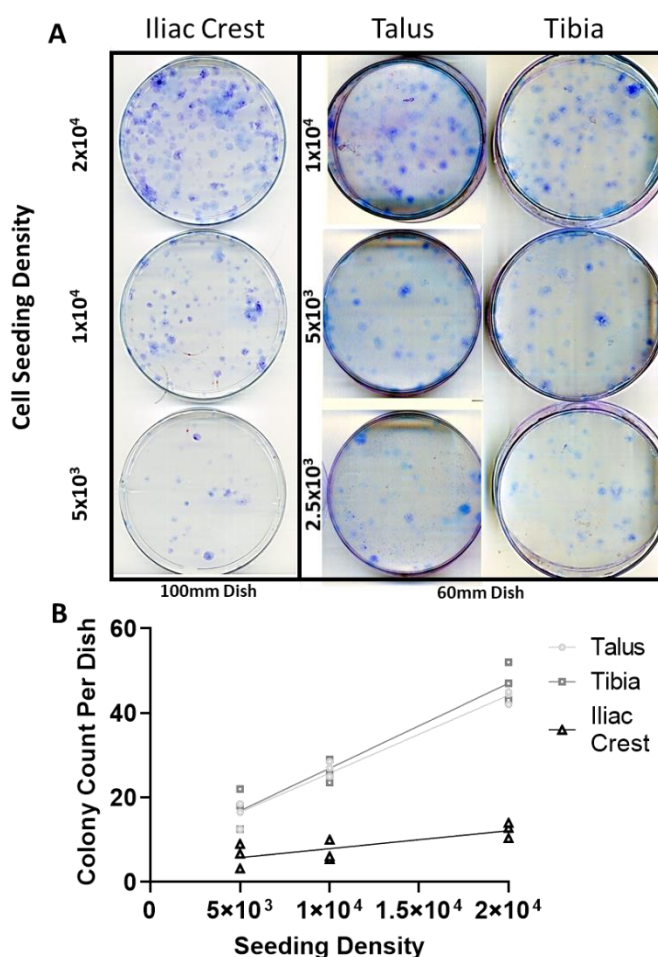 A
Iliac Crest
Talus
Tibia
Cell Seeding Density
2x10⁴
1x10⁴
5x10³
1x10⁴
5x10³
2.5x10³
100mm Dish
60mm Dish
B
Colony Count Per Dish
60
40
20
0
0
5×10³
1×10⁴
1.5×10⁴
2×10⁴
Seeding Density
Talus
Tibia
Iliac
Crest